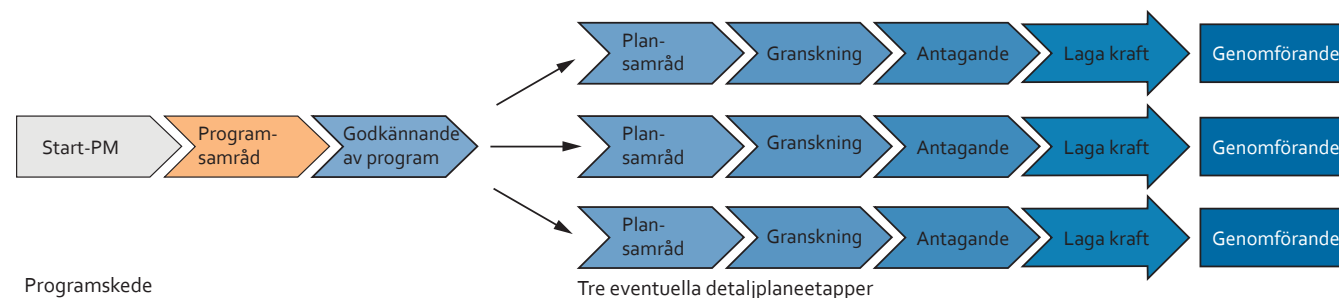 Plan-
samråd
Granskning
Antagande
Laga kraft
Genomförande
Start-PM
Program-
samråd
Godkännande
av program
Plan-
samråd
Granskning
Antagande
Laga kraft
Genomförande
Plan-
samråd
Granskning
Antagande
Laga kraft
Genomförande
Programskede
Tre eventuella detaljplaneetapper